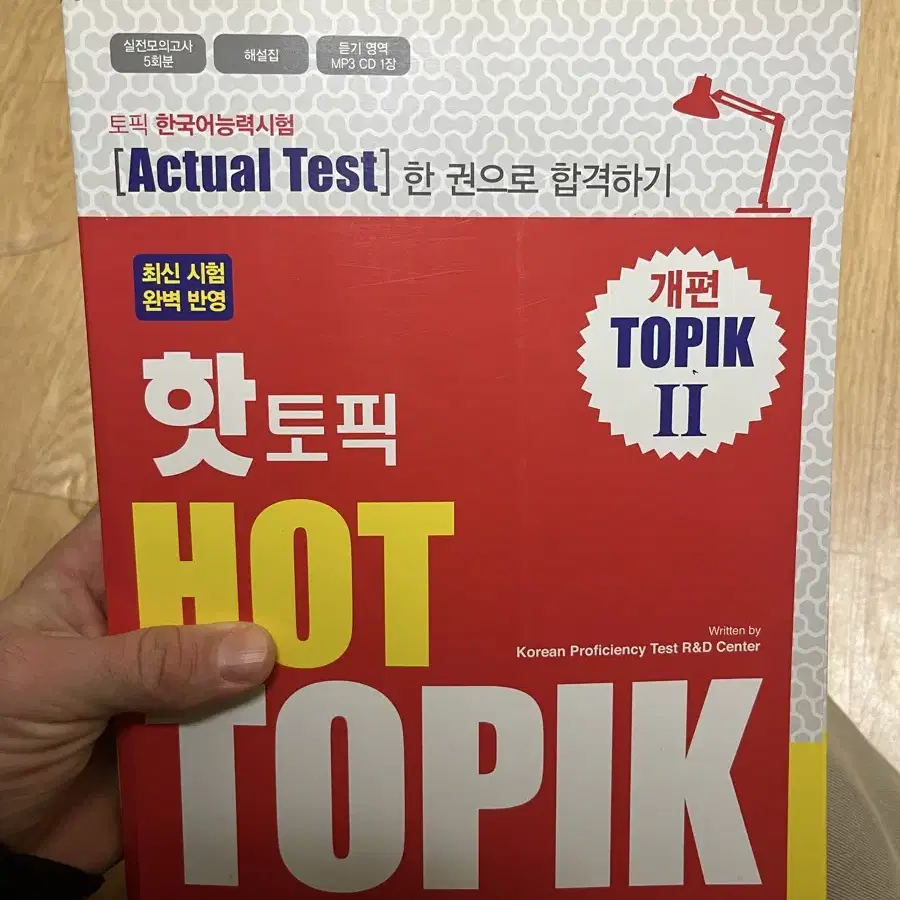 실전모의고사
5회분
해설집
듣기 영역
MP3 CD 1장
토픽 한국어능력시험
[Actual Test] 한 권으로 합격하기
최신 시험
완벽 반영
개편
TOPIK
II
핫토픽
HOT
Written by
Korean Proficiency Test R&D Center
TOPIK